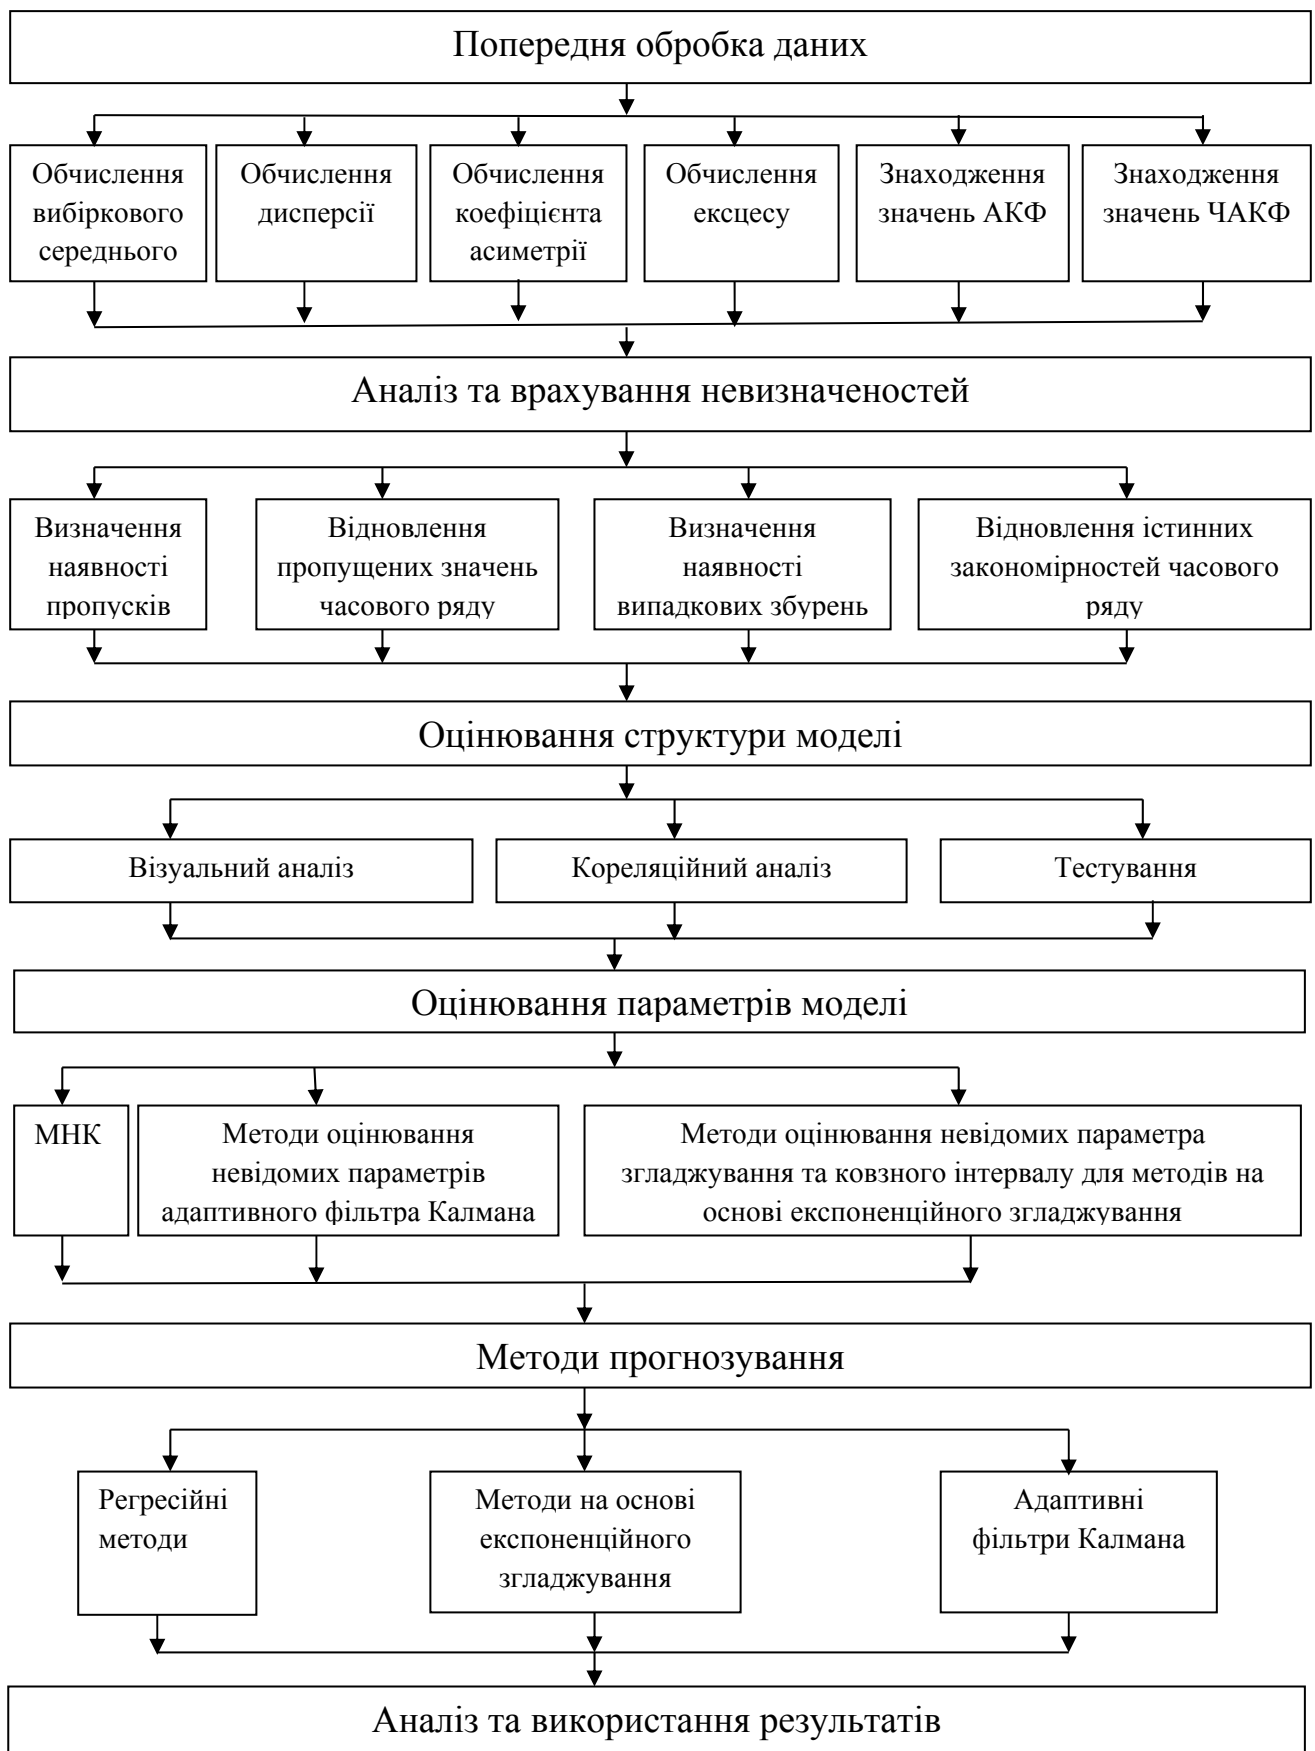 Попередня обробка даних
Обчислення
вибіркового
середнього
Обчислення
дисперсії
Обчислення
коефіцієнта
асиметрії
Обчислення
ексцесу
Знаходження
значень АКФ
Знаходження
значень ЧАКФ
Аналіз та врахування невизначеностей
Визначення
наявності
пропусків
Відновлення
пропущених значень
часового ряду
Визначення
наявності
випадкових збурень
Відновлення істинних
закономірностей часового
ряду
Оцінювання структури моделі
Візуальний аналіз
Кореляційний аналіз
Тестування
Оцінювання параметрів моделі
МНК
Методи оцінювання
невідомих параметрів
адаптивного фільтра Калмана
Методи оцінювання невідомих параметра
згладжування та ковзного інтервалу для методів на
основі експоненційного згладжування
Методи прогнозування
Регресійні
методи
Методи на основі
експоненційного
згладжування
Адаптивні
фільтри Калмана
Аналіз та використання результатів